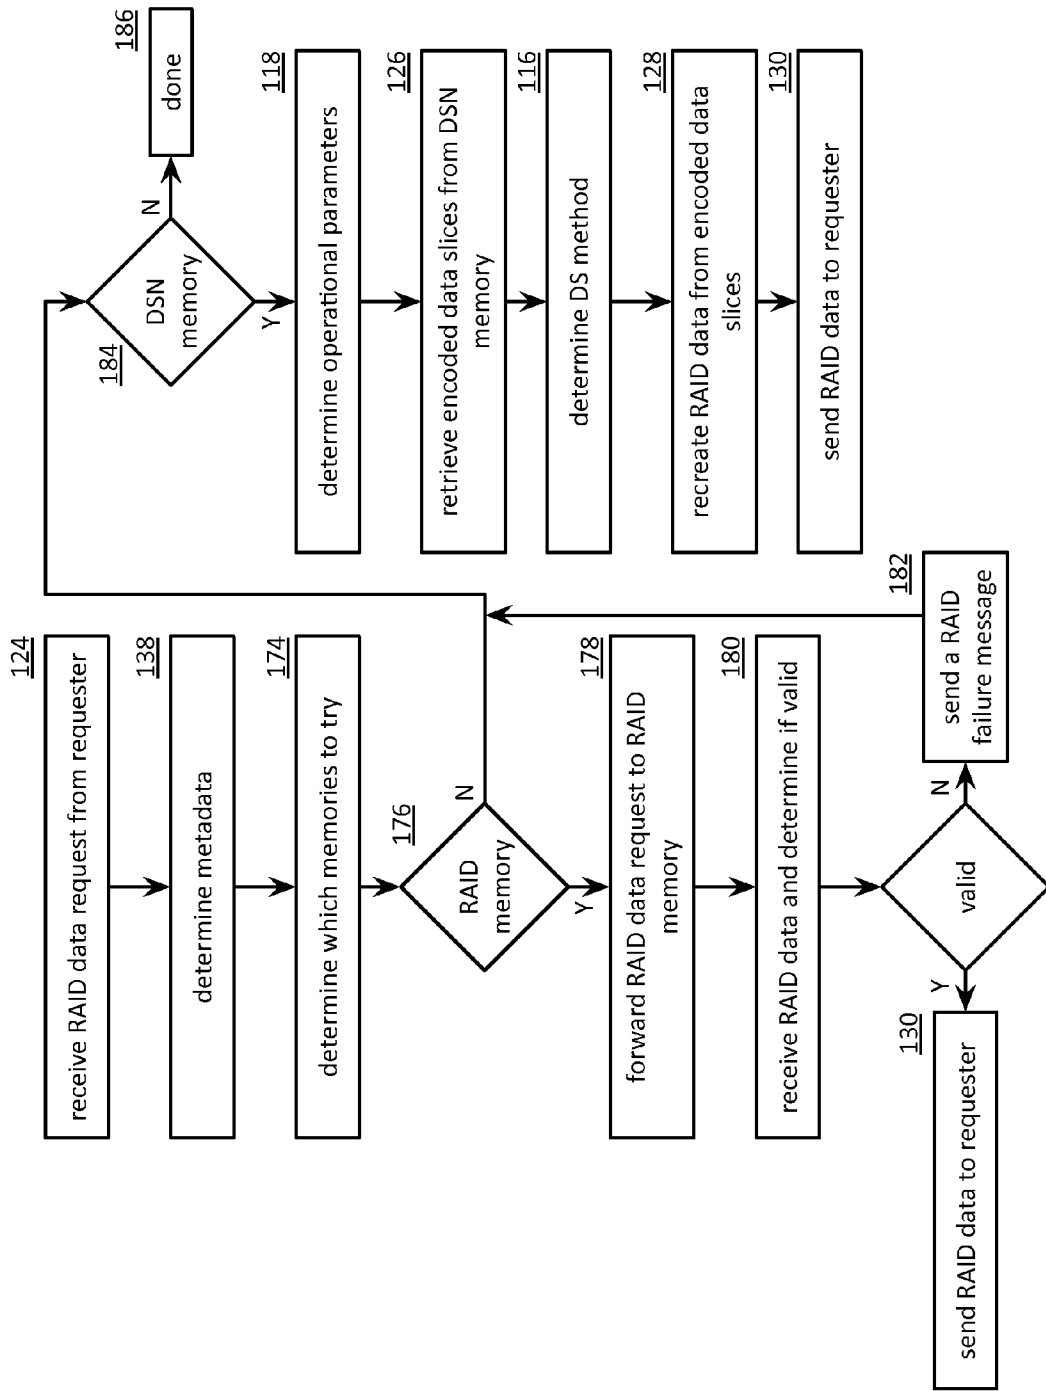 124
receive RAID data request from requester
138
determine metadata
174
determine which memories to try
176
RAID
memory
N
Y
178
forward RAID data request to RAID
memory
180
receive RAID data and determine if valid
valid
Y
N
130
send RAID data to requester
182
send a RAID
failure message
184
DSN
memory
N
Y
186
done
118
determine operational parameters
126
retrieve encoded data slices from DSN
memory
116
determine DS method
128
recreate RAID data from encoded data
slices
130
send RAID data to requester